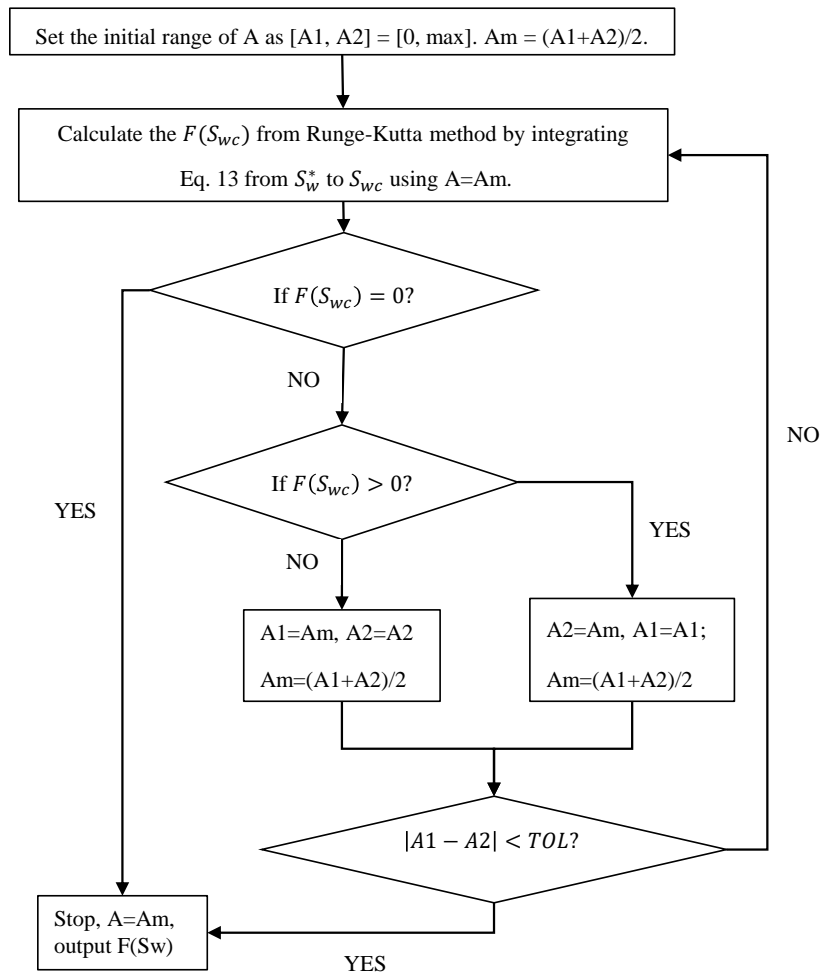 Set the initial range of A as [A1, A2] = [0, max]. Am = (A1+A2)/2.
Calculate the F(S_wc) from Runge-Kutta method by integrating
Eq. 13 from S_w^* to S_wc using A=Am.
If F(S_wc) = 0?
NO
NO
If F(S_wc) > 0?
YES
YES
NO
A1=Am, A2=A2
Am=(A1+A2)/2
A2=Am, A1=A1;
Am=(A1+A2)/2
|A1 − A2| < TOL?
Stop, A=Am,
output F(Sw)
YES